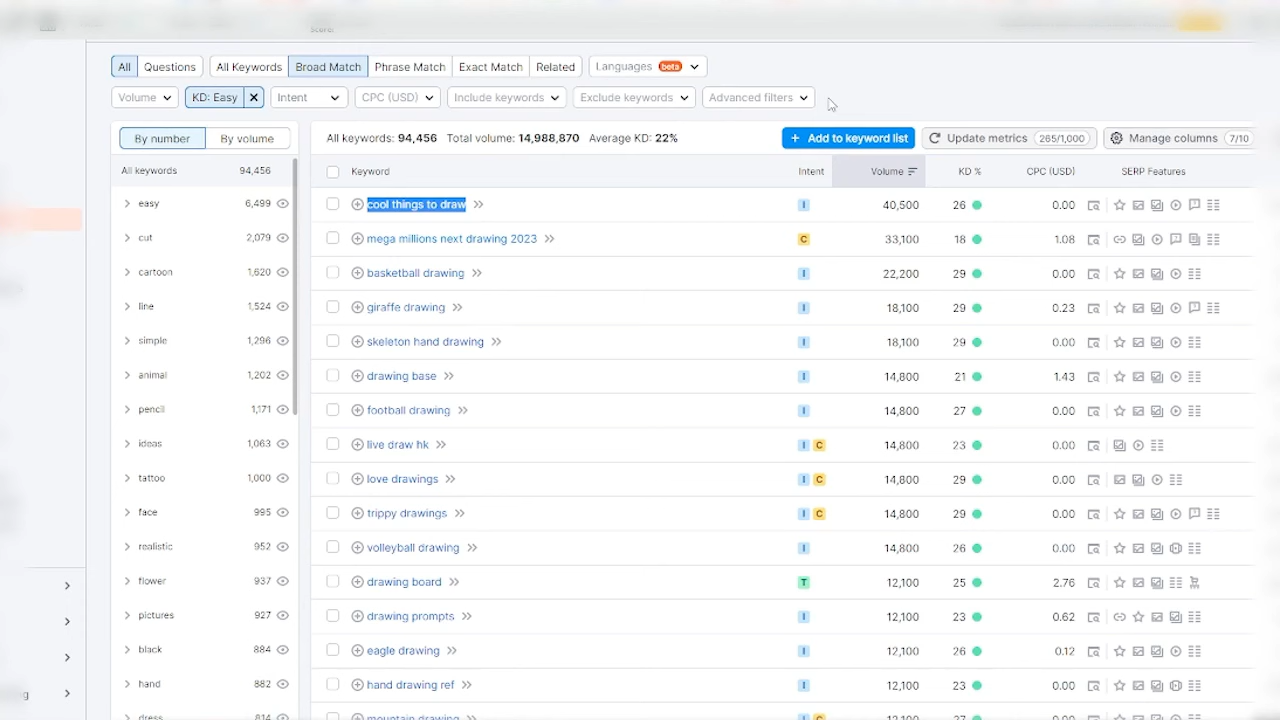 All Questions All Keywords Broad Match Phrase Match Exact Match Related Languages beta
Volume KD: Easy Intent CPC (USD) Include keywords Exclude keywords Advanced filters
By number By volume All keywords: 94,456 Total volume: 14,988,870 Average KD: 22% + Add to keyword list Update metrics 265/1,000 Manage columns 7/10
All keywords 94,456 Keyword Intent Volume KD % CPC (USD) SERP Features
easy 6,499 cool things to draw I 40,500 26 0.00
cut 2,079 mega millions next drawing 2023 C 33,100 18 1.08
cartoon 1,620 basketball drawing I 22,200 29 0.00
line 1,524 giraffe drawing I 18,100 29 0.23
simple 1,296 skeleton hand drawing I 18,100 29 0.00
animal 1,202 drawing base I 14,800 21 1.43
pencil 1,171 football drawing I 14,800 27 0.00
ideas 1,063 live draw hk I C 14,800 23 0.00
tattoo 1,000 love drawings I C 14,800 29 0.00
face 995 trippy drawings I C 14,800 29 0.00
realistic 952 volleyball drawing I 14,800 26 0.00
flower 937 drawing board T 12,100 25 2.76
pictures 927 drawing prompts I 12,100 23 0.62
black 884 eagle drawing I 12,100 26 0.12
hand 882 hand drawing ref I 12,100 23 0.00
dress 814 mountain drawing I C 12,100 27 0.00